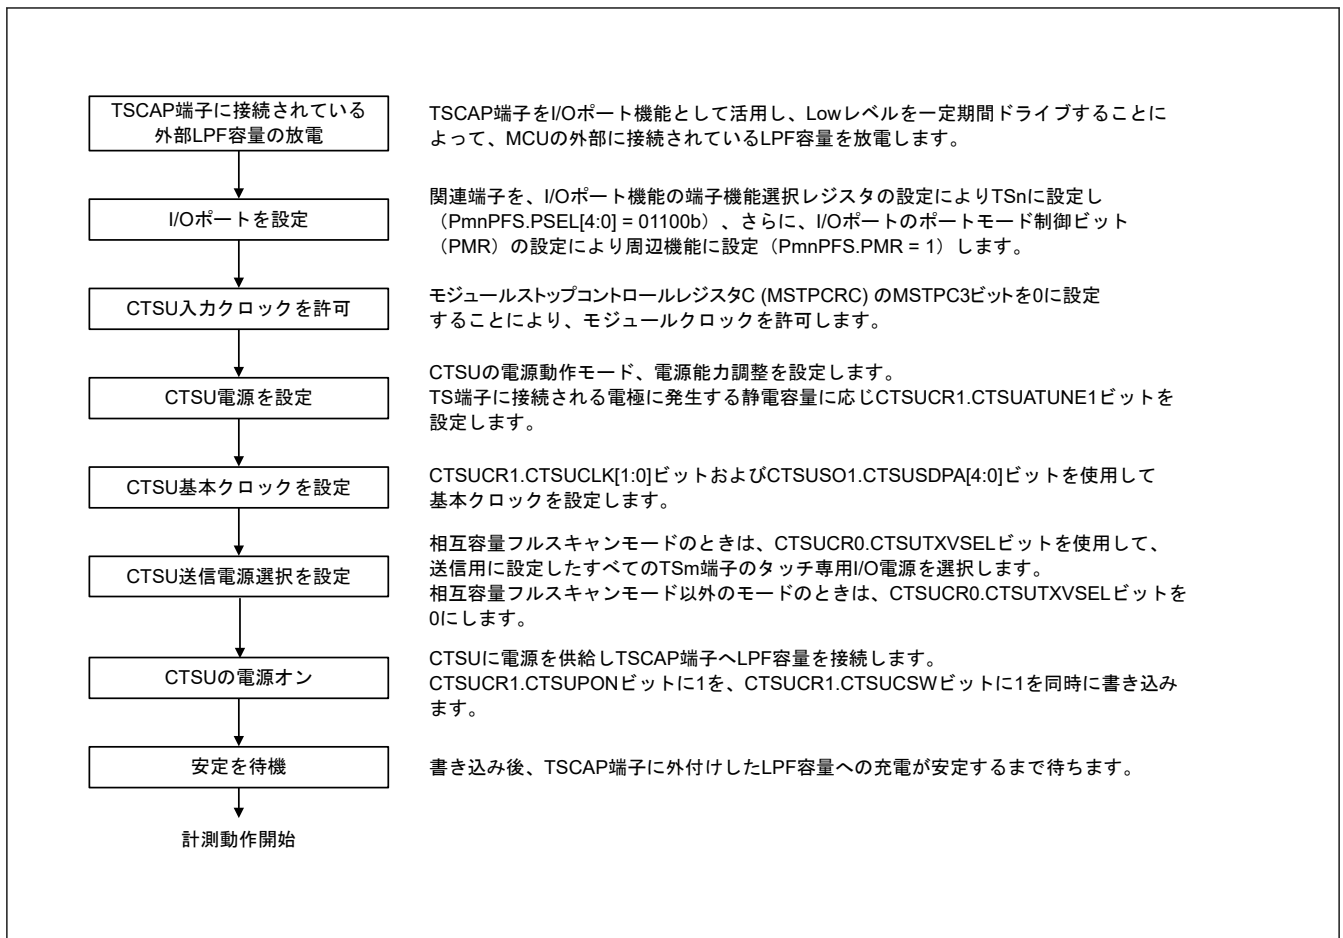 TSCAP端子に接続されている
外部LPF容量の放電
TSCAP端子をI/Oポート機能として活用し、Lowレベルを一定期間ドライブすることに
よって、MCUの外部に接続されているLPF容量を放電します。
I/Oポートを設定
関連端子を、I/Oポート機能の端子機能選択レジスタの設定によりTSnに設定し
（PmnPFS.PSEL[4:0] = 01100b）、さらに、I/Oポートのポートモード制御ビット
（PMR）の設定により周辺機能に設定（PmnPFS.PMR = 1）します。
CTSU入力クロックを許可
モジュールストップコントロールレジスタC (MSTPCRC) のMSTPC3ビットを0に設定
することにより、モジュールクロックを許可します。
CTSU電源を設定
CTSUの電源動作モード、電源能力調整を設定します。
TS端子に接続される電極に発生する静電容量に応じCTSUCR1.CTSUATUNE1ビットを
設定します。
CTSU基本クロックを設定
CTSUCR1.CTSUCLK[1:0]ビットおよびCTSUSO1.CTSUSDPA[4:0]ビットを使用して
基本クロックを設定します。
CTSU送信電源選択を設定
相互容量フルスキャンモードのときは、CTSUCR0.CTSUTXVSELビットを使用して、
送信用に設定したすべてのTSm端子のタッチ専用I/O電源を選択します。
相互容量フルスキャンモード以外のモードのときは、CTSUCR0.CTSUTXVSELビットを
0にします。
CTSUの電源オン
CTSUに電源を供給しTSCAP端子へLPF容量を接続します。
CTSUCR1.CTSUPONビットに1を、CTSUCR1.CTSUCSWビットに1を同時に書き込み
ます。
安定を待機
書き込み後、TSCAP端子に外付けしたLPF容量への充電が安定するまで待ちます。
計測動作開始